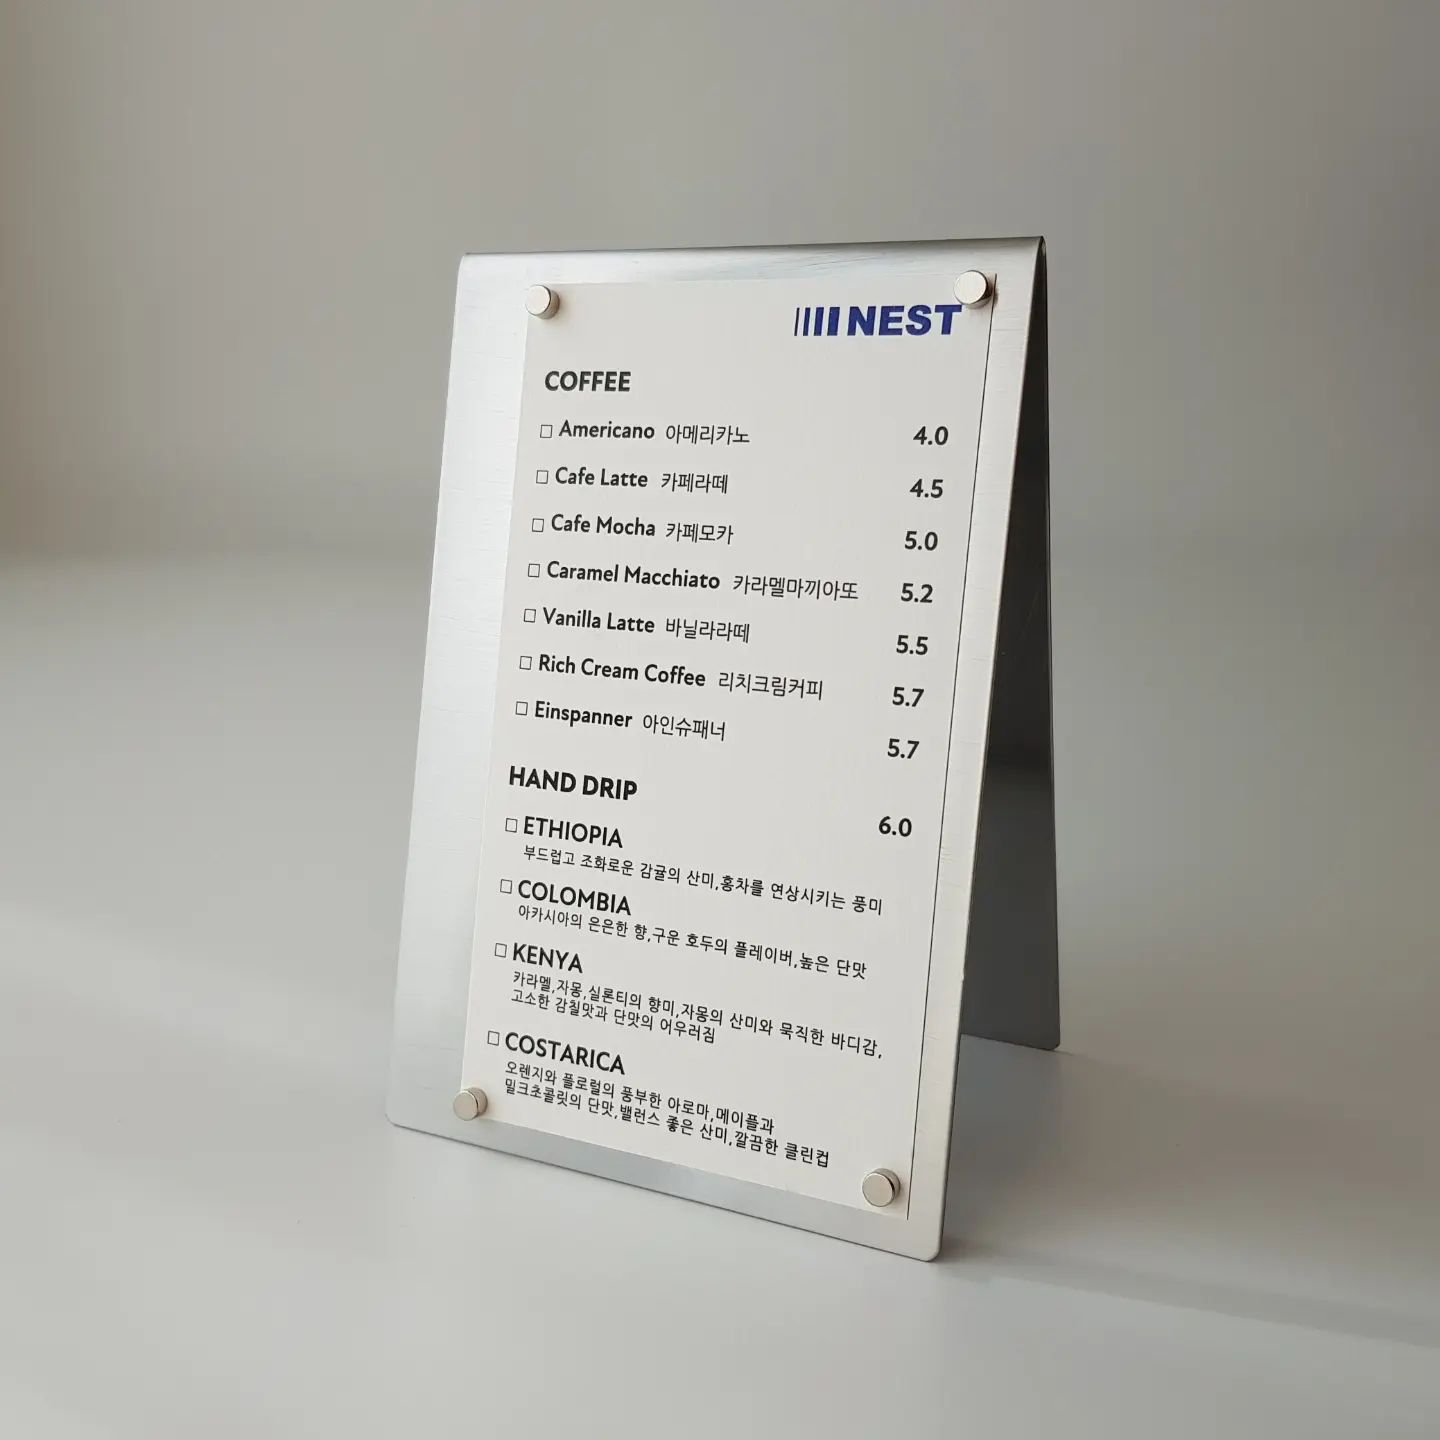 NEST
COFFEE
□ Americano 아메리카노 4.0
□ Cafe Latte 카페라떼 4.5
□ Cafe Mocha 카페모카 5.0
□ Caramel Macchiato 카라멜마끼아또 5.2
□ Vanilla Latte 바닐라라떼 5.5
□ Rich Cream Coffee 리치크림커피 5.7
□ Einspanner 아인슈패너 5.7
HAND DRIP 6.0
□ ETHIOPIA
부드럽고 조화로운 감귤의 산미,홍차를 연상시키는 풍미
□ COLOMBIA
아카시아의 은은한 향,구운 호두의 플레이버,높은 단맛
□ KENYA
카라멜,자몽,실론티의 향미,자몽의 산미와 묵직한 바디감,
고소한 감칠맛과 단맛의 어우러짐
□ COSTARICA
오렌지와 플로럴의 풍부한 아로마,메이플과
밀크초콜릿의 단맛,밸런스 좋은 산미,깔끔한 클린컵